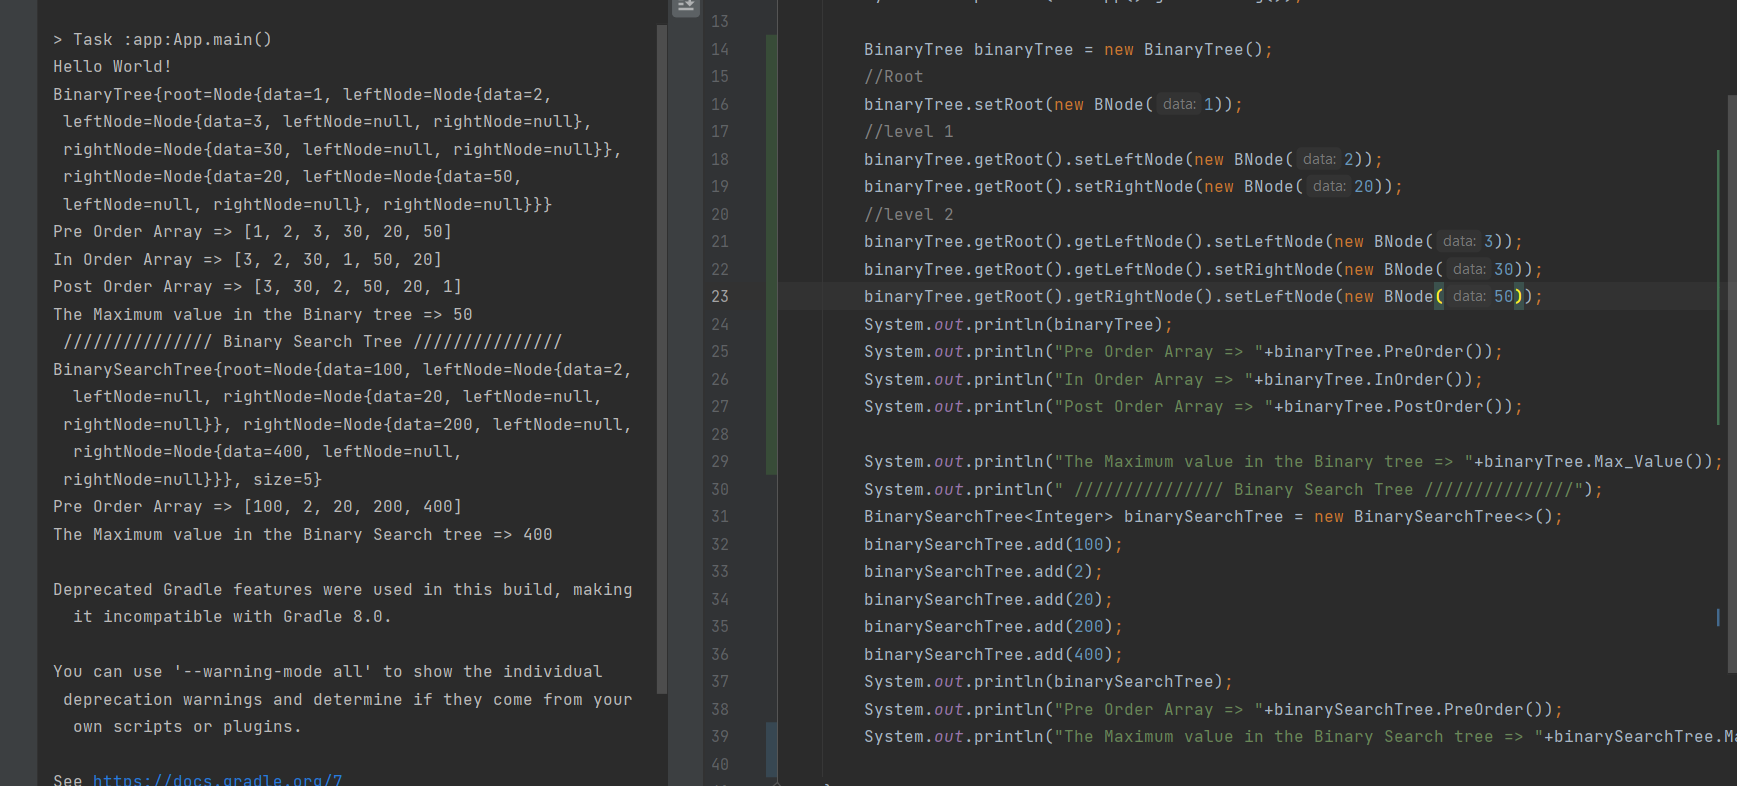 > Task :app:App.main()
Hello World!
BinaryTree{root=Node{data=1, leftNode=Node{data=2,
leftNode=Node{data=3, leftNode=null, rightNode=null},
rightNode=Node{data=30, leftNode=null, rightNode=null}},
rightNode=Node{data=20, leftNode=Node{data=50,
leftNode=null, rightNode=null}, rightNode=null}}}
Pre Order Array => [1, 2, 3, 30, 20, 50]
In Order Array => [3, 2, 30, 1, 50, 20]
Post Order Array => [3, 30, 2, 50, 20, 1]
The Maximum value in the Binary tree => 50
/////////////// Binary Search Tree ///////////////
BinarySearchTree{root=Node{data=100, leftNode=Node{data=2,
leftNode=null, rightNode=Node{data=20, leftNode=null,
rightNode=null}}, rightNode=Node{data=200, leftNode=null,
rightNode=Node{data=400, leftNode=null,
rightNode=null}}}, size=5}
Pre Order Array => [100, 2, 20, 200, 400]
The Maximum value in the Binary Search tree => 400
Deprecated Gradle features were used in this build, making
it incompatible with Gradle 8.0.
You can use '--warning-mode all' to show the individual
deprecation warnings and determine if they come from your
own scripts or plugins.
See https://docs.gradle.org/7
13
14 BinaryTree binaryTree = new BinaryTree();
15 //Root
16 binaryTree.setRoot(new BNode( data: 1));
17 //level 1
18 binaryTree.getRoot().setLeftNode(new BNode( data: 2));
19 binaryTree.getRoot().setRightNode(new BNode( data: 20));
20 //level 2
21 binaryTree.getRoot().getLeftNode().setLeftNode(new BNode( data: 3));
22 binaryTree.getRoot().getLeftNode().setRightNode(new BNode( data: 30));
23 binaryTree.getRoot().getRightNode().setLeftNode(new BNode( data: 50));
24 System.out.println(binaryTree);
25 System.out.println("Pre Order Array => "+binaryTree.PreOrder());
26 System.out.println("In Order Array => "+binaryTree.InOrder());
27 System.out.println("Post Order Array => "+binaryTree.PostOrder());
28
29 System.out.println("The Maximum value in the Binary tree => "+binaryTree.Max_Value());
30 System.out.println(" /////////////// Binary Search Tree ///////////////");
31 BinarySearchTree<Integer> binarySearchTree = new BinarySearchTree<>();
32 binarySearchTree.add(100);
33 binarySearchTree.add(2);
34 binarySearchTree.add(20);
35 binarySearchTree.add(200);
36 binarySearchTree.add(400);
37 System.out.println(binarySearchTree);
38 System.out.println("Pre Order Array => "+binarySearchTree.PreOrder());
39 System.out.println("The Maximum value in the Binary Search tree => "+binarySearchTree.Ma
40